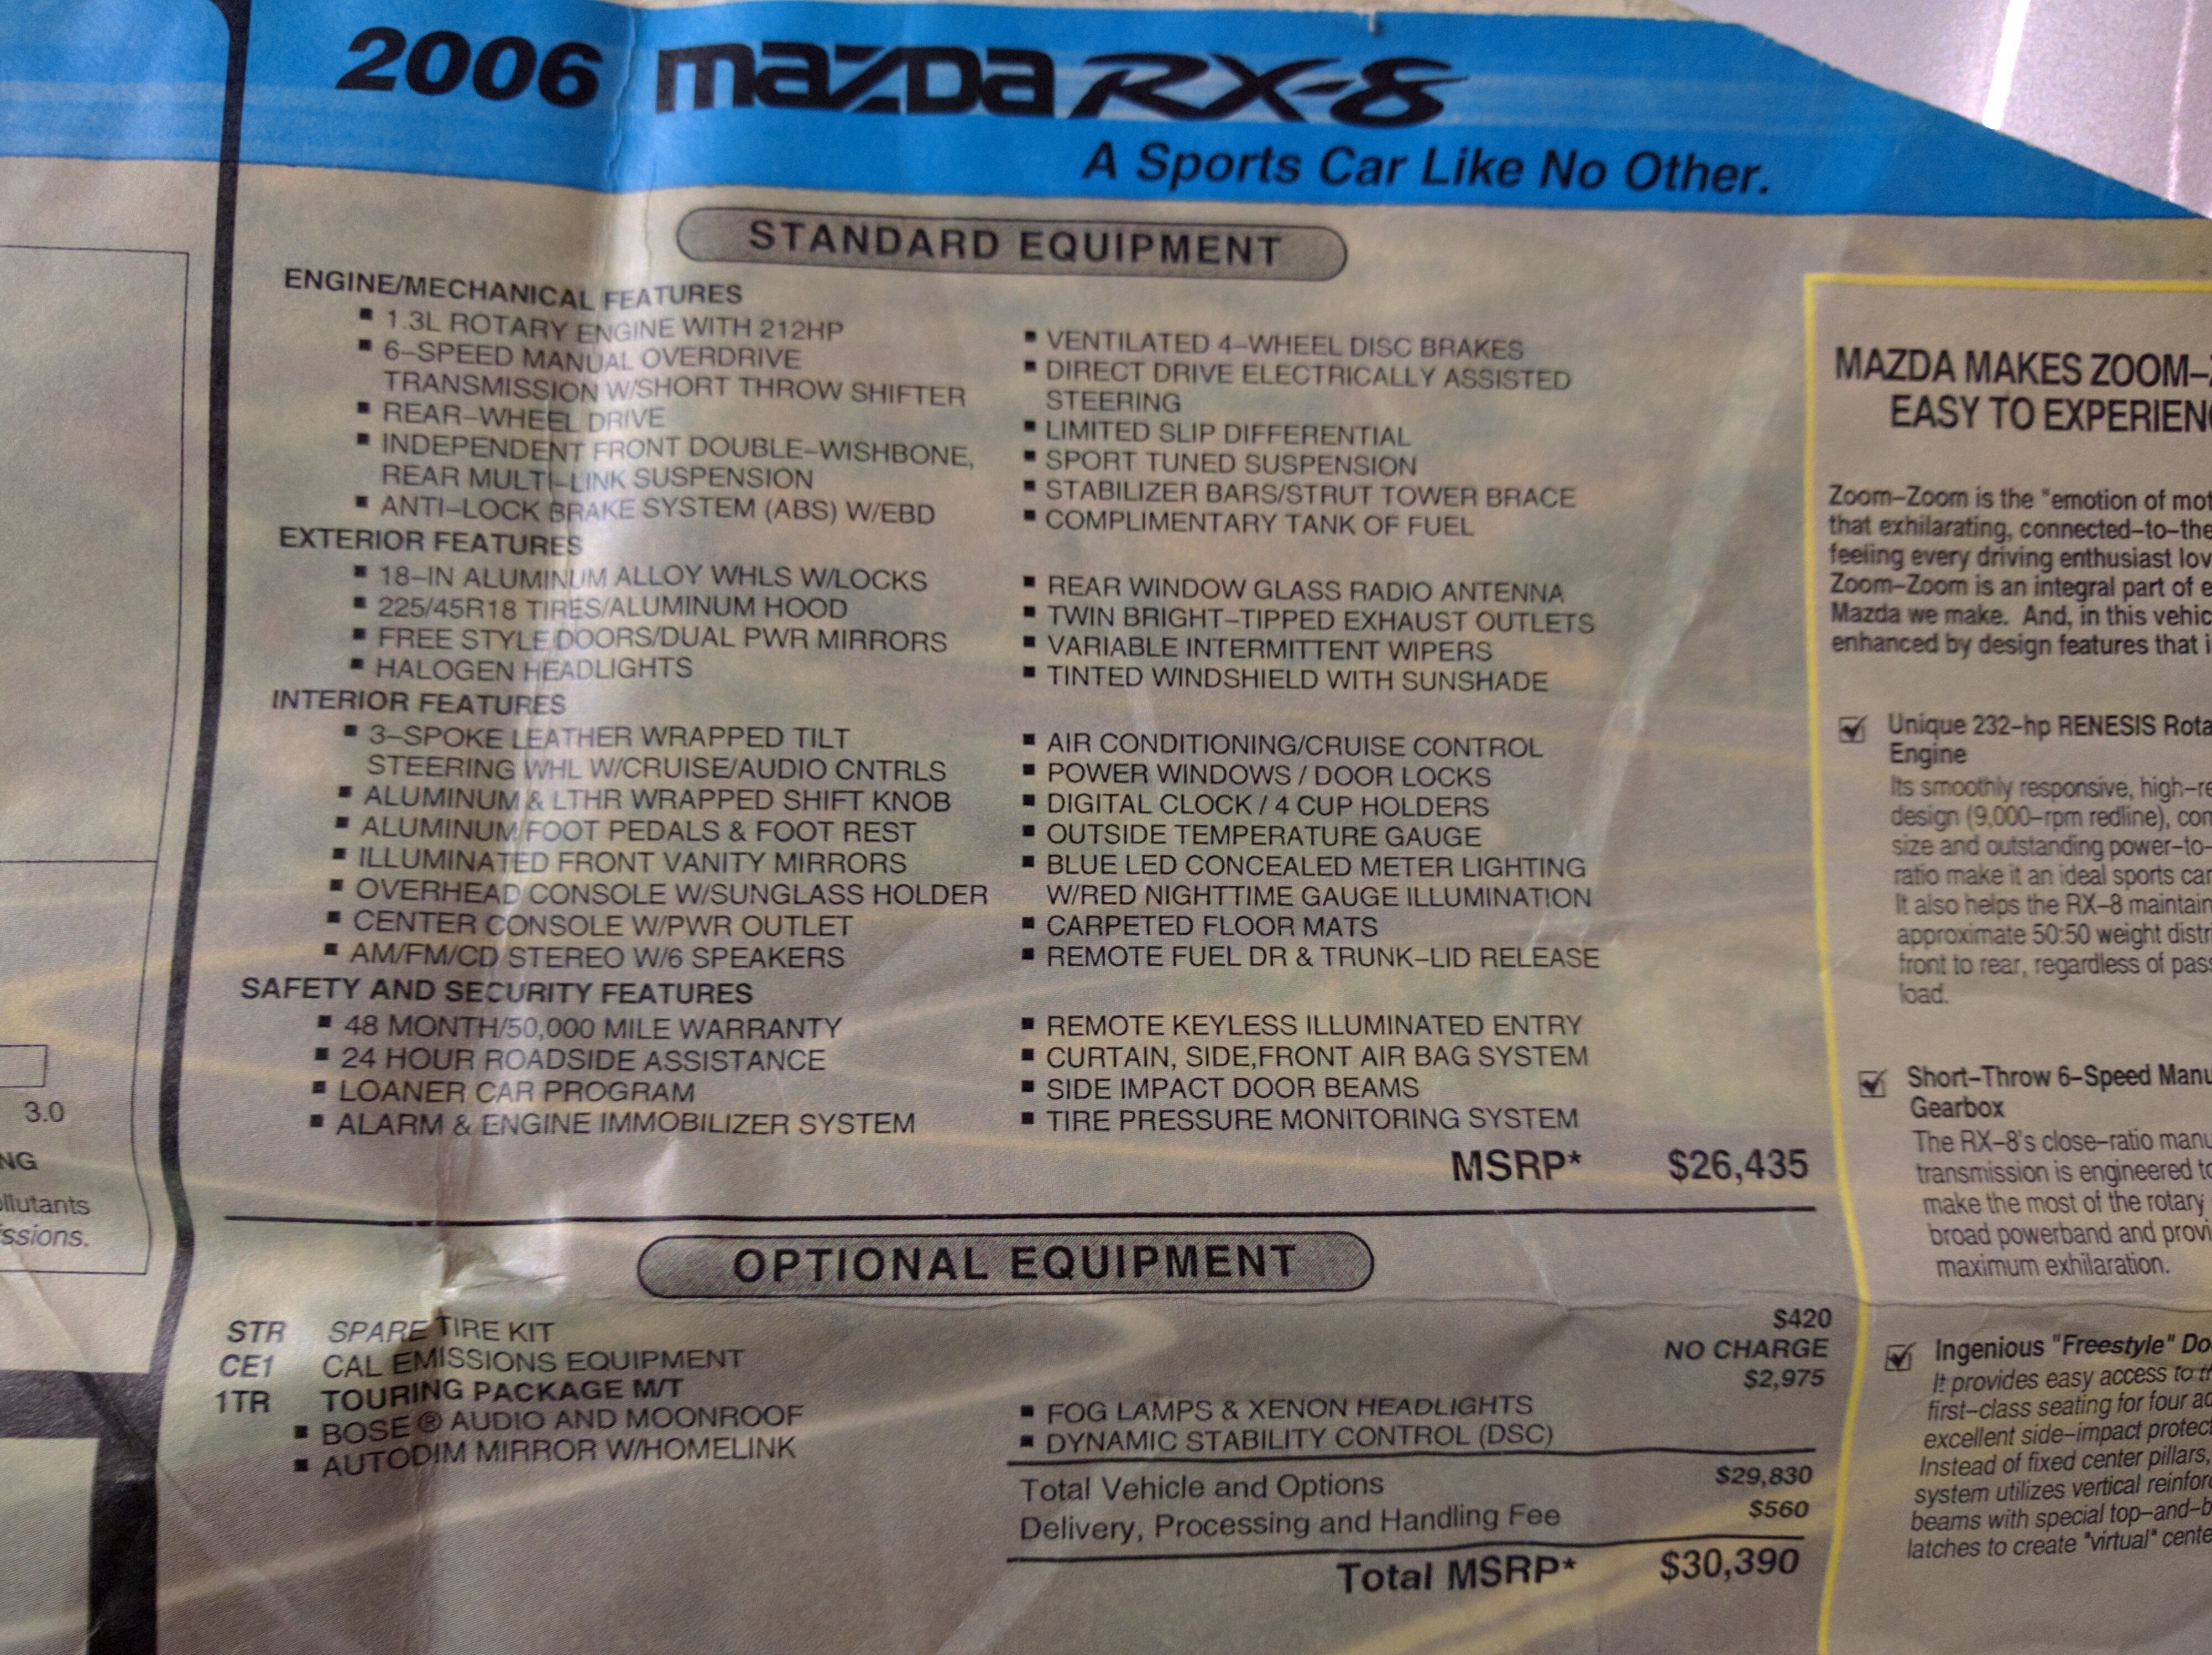 2006 mazDa RX-8
A Sports Car Like No Other.
STANDARD EQUIPMENT
ENGINE/MECHANICAL FEATURES
▪ 1.3L ROTARY ENGINE WITH 212HP
▪ 6–SPEED MANUAL OVERDRIVE
TRANSMISSION W/SHORT THROW SHIFTER
▪ REAR–WHEEL DRIVE
▪ INDEPENDENT FRONT DOUBLE–WISHBONE,
REAR MULTI–LINK SUSPENSION
▪ ANTI–LOCK BRAKE SYSTEM (ABS) W/EBD
▪ VENTILATED 4–WHEEL DISC BRAKES
▪ DIRECT DRIVE ELECTRICALLY ASSISTED
STEERING
▪ LIMITED SLIP DIFFERENTIAL
▪ SPORT TUNED SUSPENSION
▪ STABILIZER BARS/STRUT TOWER BRACE
▪ COMPLIMENTARY TANK OF FUEL
EXTERIOR FEATURES
▪ 18–IN ALUMINUM ALLOY WHLS W/LOCKS
▪ 225/45R18 TIRES/ALUMINUM HOOD
▪ FREE STYLE DOORS/DUAL PWR MIRRORS
▪ HALOGEN HEADLIGHTS
▪ REAR WINDOW GLASS RADIO ANTENNA
▪ TWIN BRIGHT–TIPPED EXHAUST OUTLETS
▪ VARIABLE INTERMITTENT WIPERS
▪ TINTED WINDSHIELD WITH SUNSHADE
INTERIOR FEATURES
▪ 3–SPOKE LEATHER WRAPPED TILT
STEERING WHL W/CRUISE/AUDIO CNTRLS
▪ ALUMINUM & LTHR WRAPPED SHIFT KNOB
▪ ALUMINUM FOOT PEDALS & FOOT REST
▪ ILLUMINATED FRONT VANITY MIRRORS
▪ OVERHEAD CONSOLE W/SUNGLASS HOLDER
▪ CENTER CONSOLE W/PWR OUTLET
▪ AM/FM/CD STEREO W/6 SPEAKERS
▪ AIR CONDITIONING/CRUISE CONTROL
▪ POWER WINDOWS / DOOR LOCKS
▪ DIGITAL CLOCK / 4 CUP HOLDERS
▪ OUTSIDE TEMPERATURE GAUGE
▪ BLUE LED CONCEALED METER LIGHTING
W/RED NIGHTTIME GAUGE ILLUMINATION
▪ CARPETED FLOOR MATS
▪ REMOTE FUEL DR & TRUNK–LID RELEASE
SAFETY AND SECURITY FEATURES
▪ 48 MONTH/50,000 MILE WARRANTY
▪ 24 HOUR ROADSIDE ASSISTANCE
▪ LOANER CAR PROGRAM
▪ ALARM & ENGINE IMMOBILIZER SYSTEM
▪ REMOTE KEYLESS ILLUMINATED ENTRY
▪ CURTAIN, SIDE,FRONT AIR BAG SYSTEM
▪ SIDE IMPACT DOOR BEAMS
▪ TIRE PRESSURE MONITORING SYSTEM
MSRP* $26,435
OPTIONAL EQUIPMENT
STR SPARE TIRE KIT $420
CE1 CAL EMISSIONS EQUIPMENT NO CHARGE
1TR TOURING PACKAGE M/T $2,975
▪ BOSE ® AUDIO AND MOONROOF
▪ AUTODIM MIRROR W/HOMELINK
▪ FOG LAMPS & XENON HEADLIGHTS
▪ DYNAMIC STABILITY CONTROL (DSC)
Total Vehicle and Options $29,830
Delivery, Processing and Handling Fee $560
Total MSRP* $30,390
MAZDA MAKES ZOOM–
EASY TO EXPERIEN
Zoom–Zoom is the "emotion of mot
that exhilarating, connected–to–the
feeling every driving enthusiast lov
Zoom–Zoom is an integral part of e
Mazda we make. And, in this vehic
enhanced by design features that i
Unique 232–hp RENESIS Rota
Engine
Its smoothly responsive, high–re
design (9,000–rpm redline), com
size and outstanding power–to–
ratio make it an ideal sports car
It also helps the RX–8 maintain
approximate 50:50 weight distri
front to rear, regardless of pass
load.
Short–Throw 6–Speed Manu
Gearbox
The RX–8's close–ratio manu
transmission is engineered to
make the most of the rotary
broad powerband and provi
maximum exhilaration.
Ingenious "Freestyle" Do
It provides easy access to th
first–class seating for four ad
excellent side–impact protec
Instead of fixed center pillars,
system utilizes vertical reinfor
beams with special top–and–b
latches to create "virtual" cente
3.0
NG
llutants
ssions.